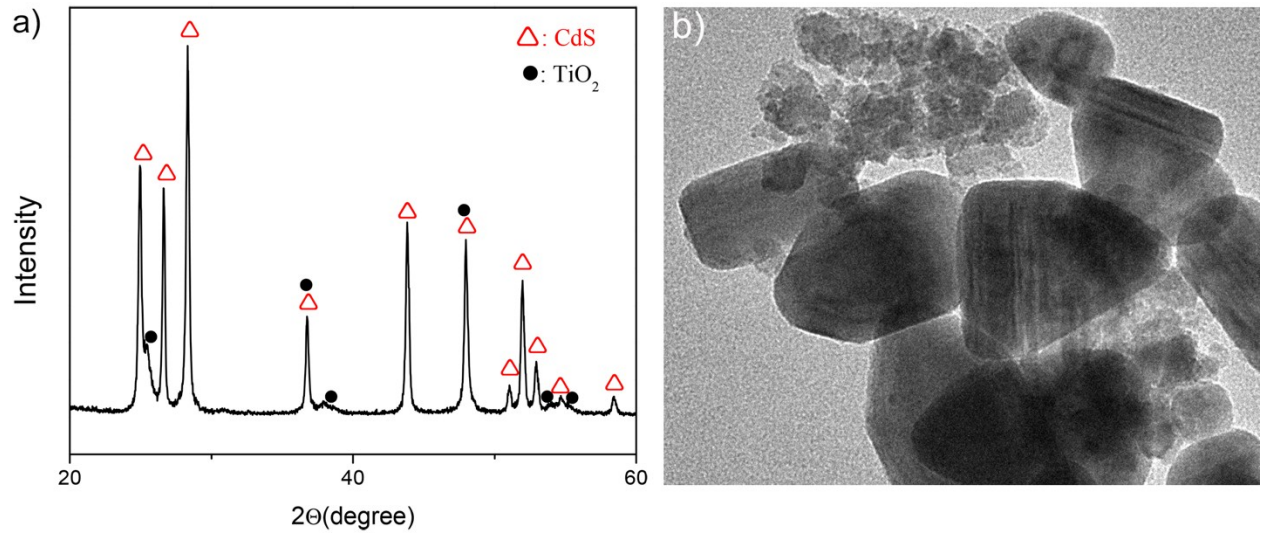 a)
△: CdS
●: TiO₂
Intensity
20
40
60
2Θ(degree)
b)